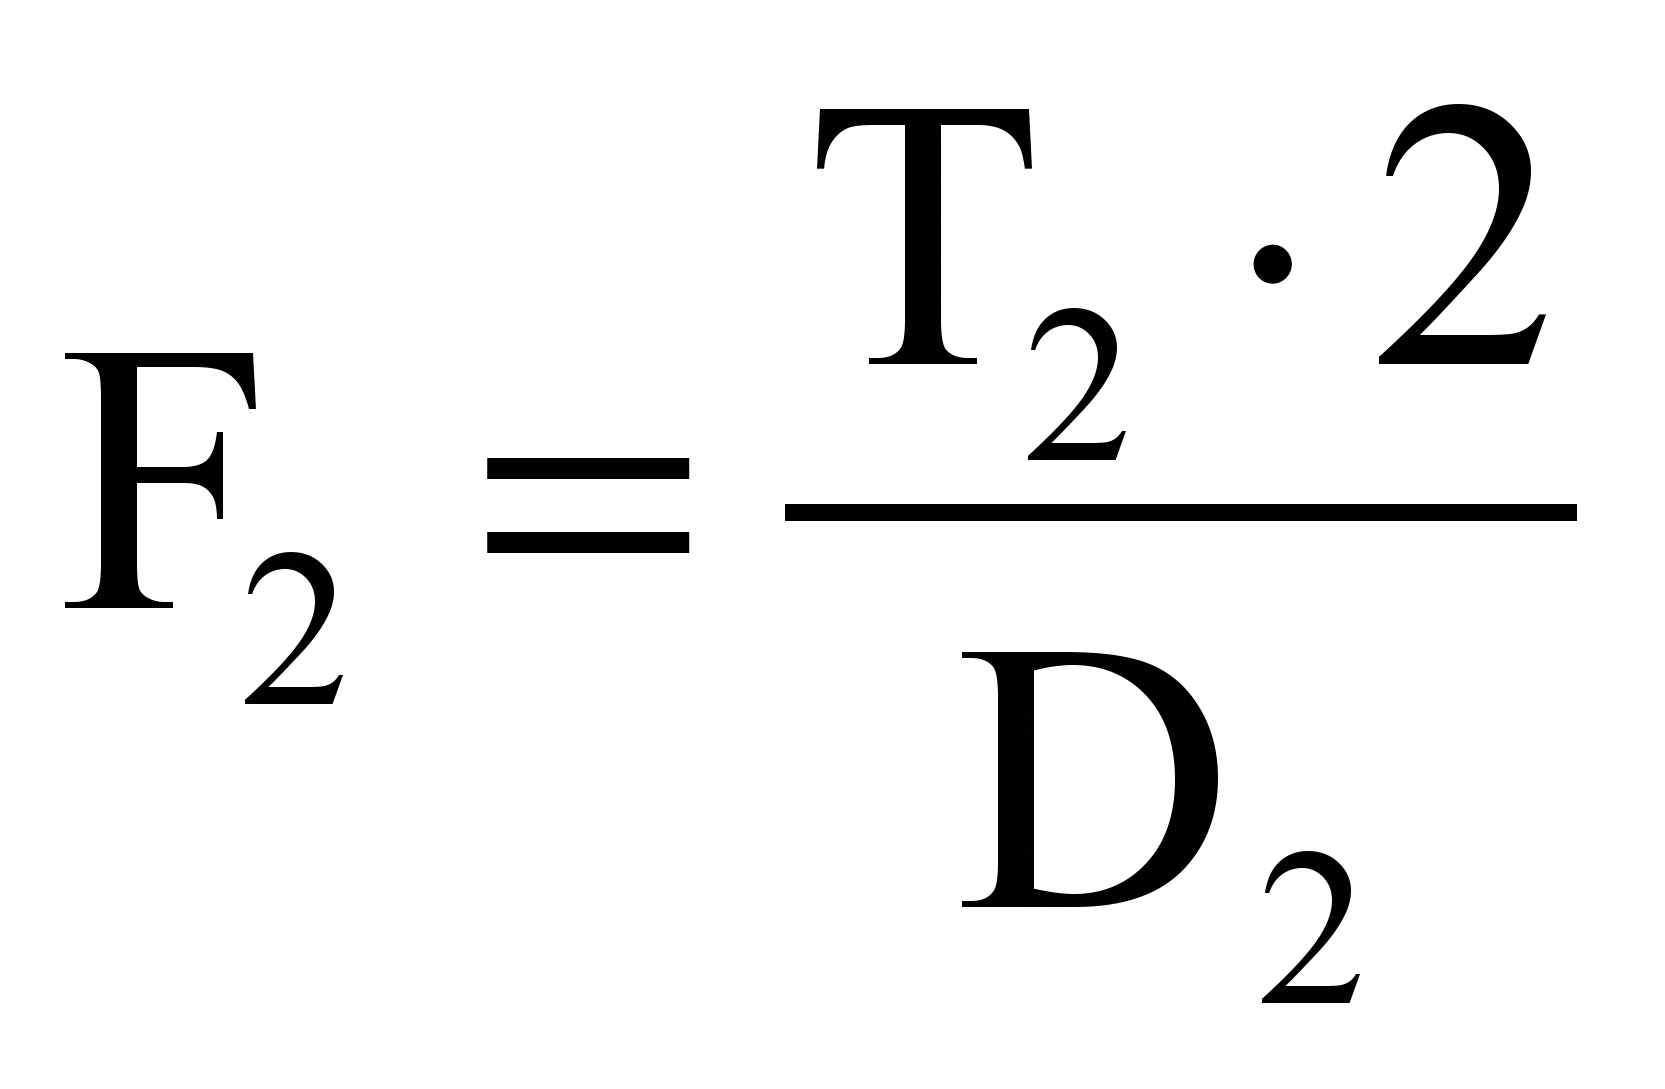 F₂ = T₂ · 2 / D₂